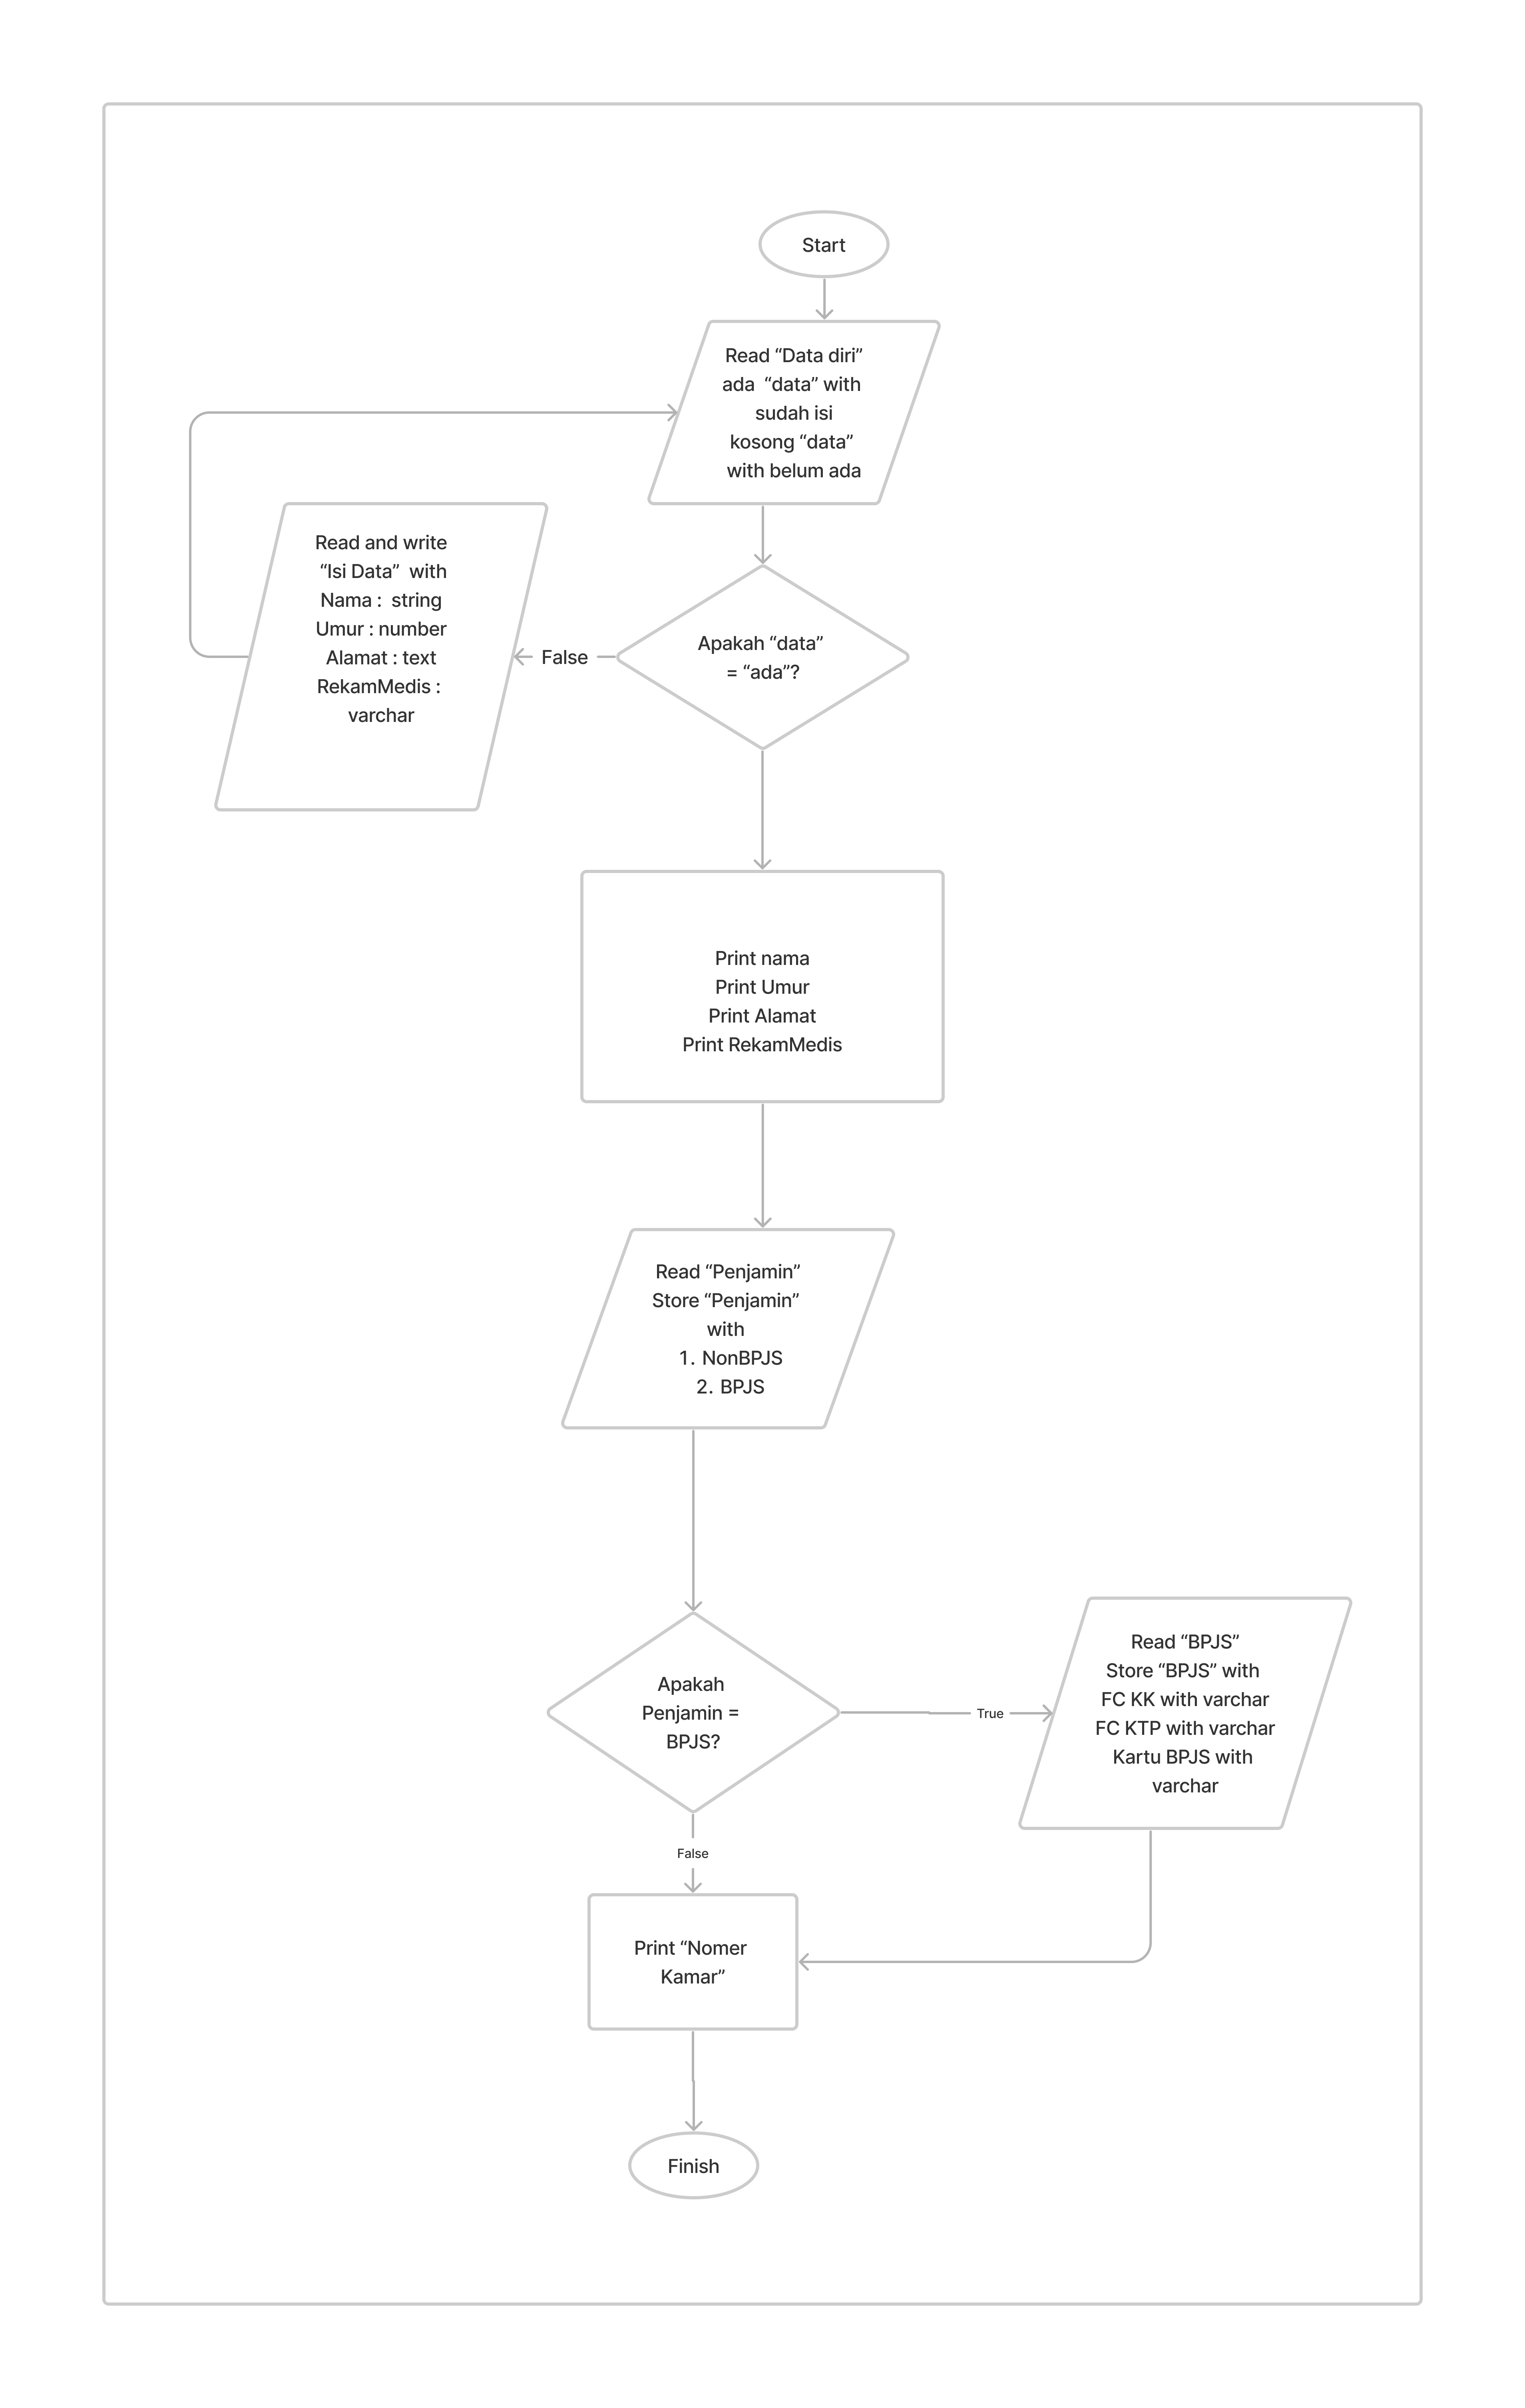 Start
Read “Data diri”
ada “data” with
sudah isi
kosong “data”
with belum ada
Read and write
“Isi Data” with
Nama : string
Umur : number
Alamat : text
RekamMedis :
varchar
False
Apakah “data”
= “ada”?
Print nama
Print Umur
Print Alamat
Print RekamMedis
Read “Penjamin”
Store “Penjamin”
with
1. NonBPJS
2. BPJS
Apakah
Penjamin =
BPJS?
True
Read “BPJS”
Store “BPJS” with
FC KK with varchar
FC KTP with varchar
Kartu BPJS with
varchar
False
Print “Nomer
Kamar”
Finish